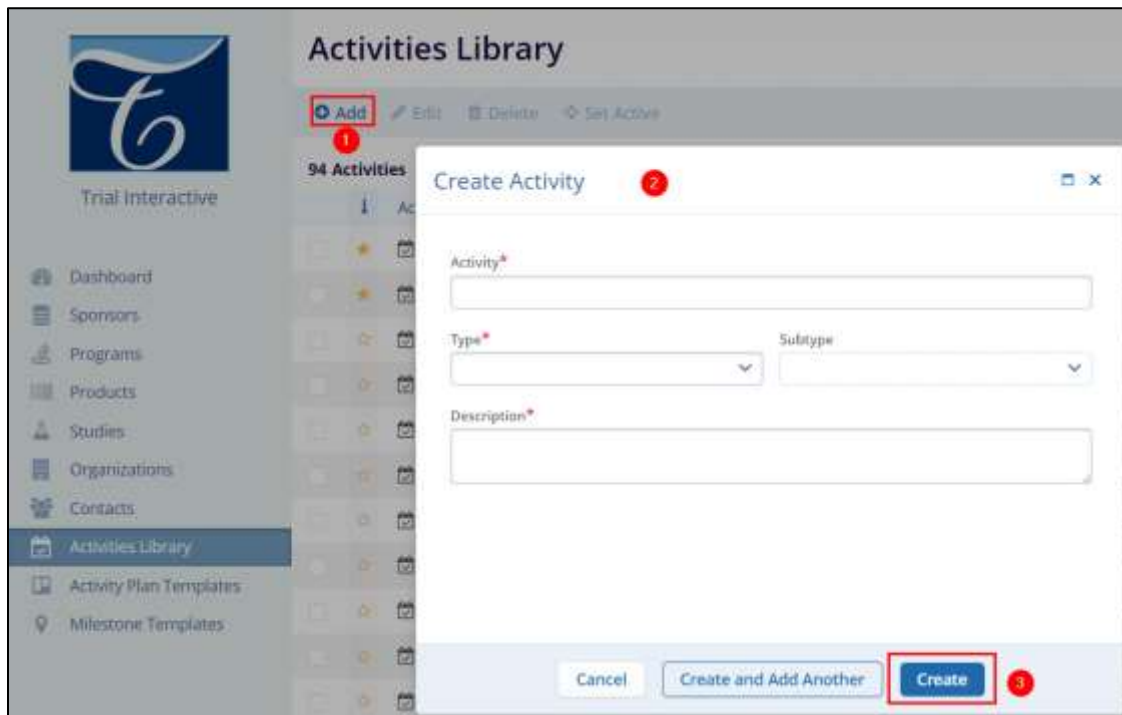 Activities Library
Add Edit Delete Set Active
1
94 Activities
Ac
Trial Interactive
Dashboard
Sponsors
Programs
Products
Studies
Organizations
Contacts
Activities Library
Activity Plan Templates
Milestone Templates
Create Activity 2
Activity*
Type* Subtype
Description*
Cancel Create and Add Another Create 3